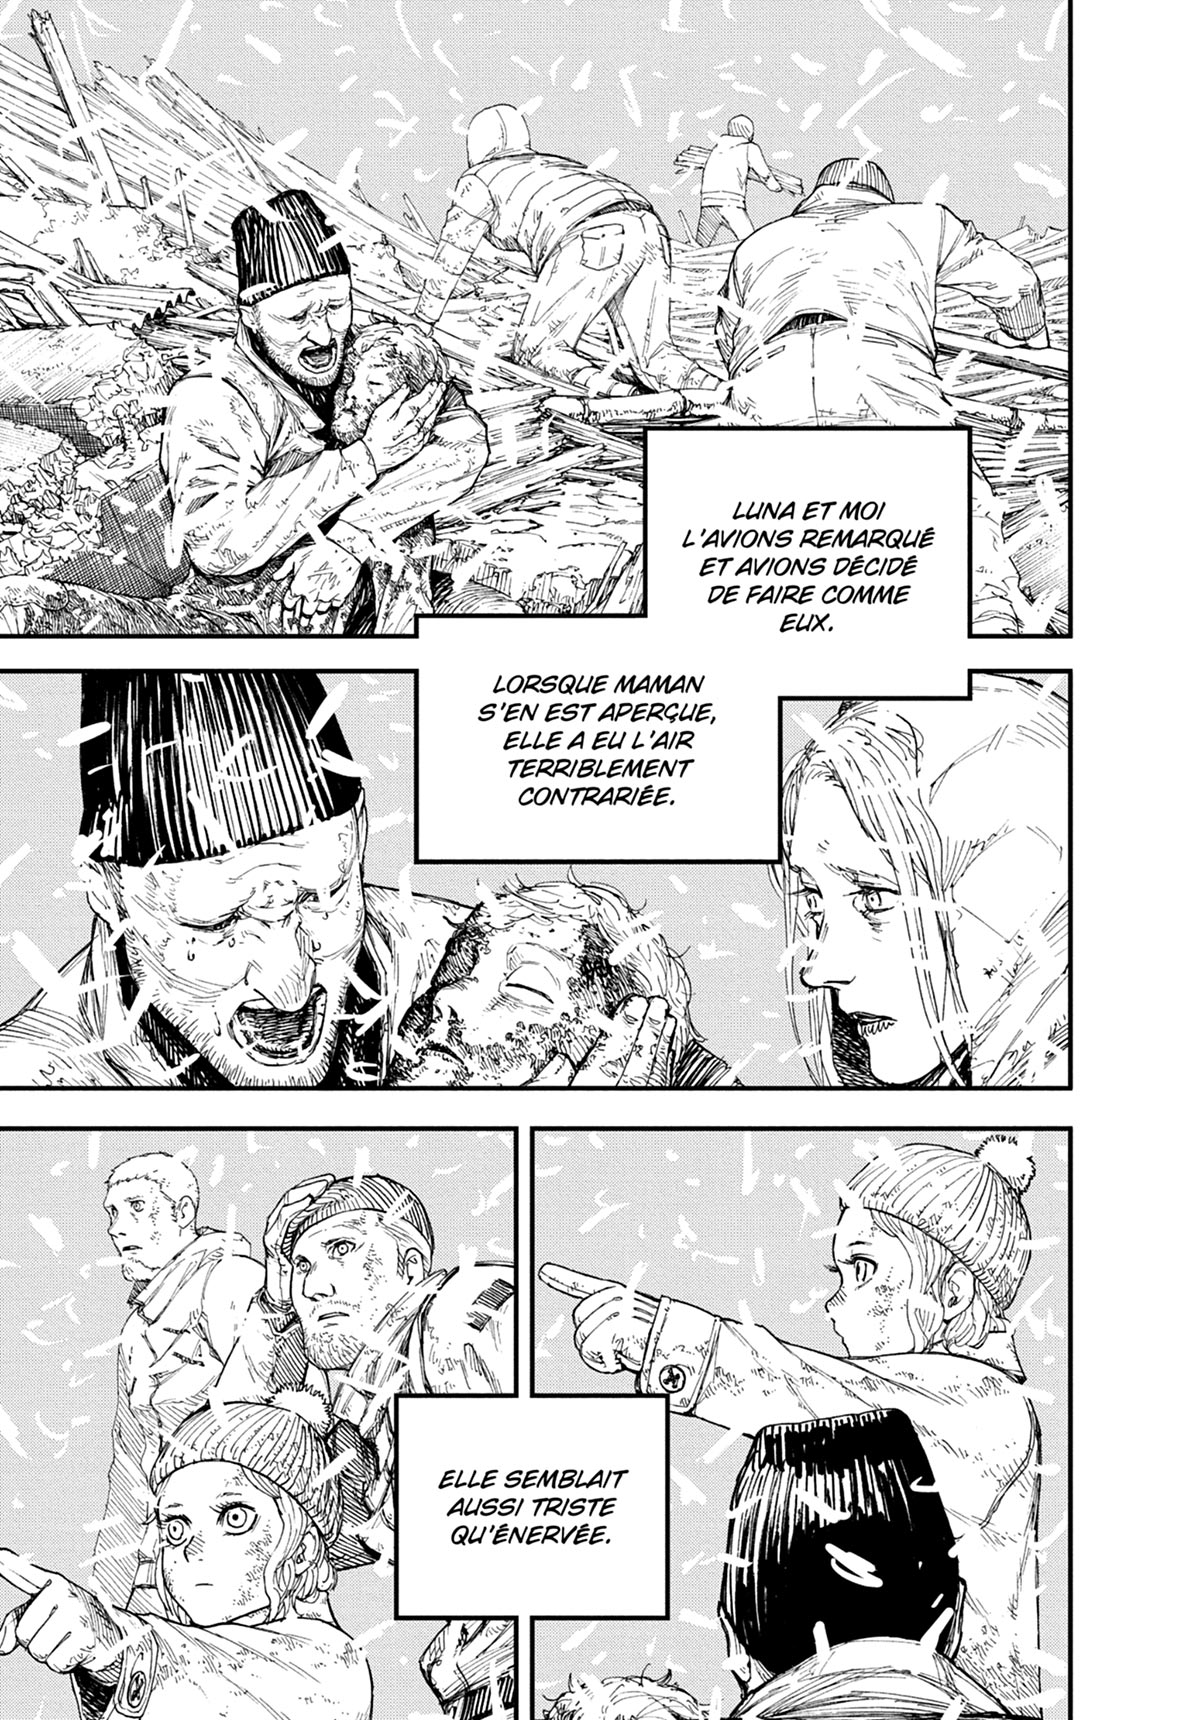 LUNA ET MOI
L'AVIONS REMARQUÉ
ET AVIONS DÉCIDÉ
DE FAIRE COMME
EUX.
LORSQUE MAMAN
S'EN EST APERÇUE,
ELLE A EU L'AIR
TERRIBLEMENT
CONTRARIÉE.
ELLE SEMBLAIT
AUSSI TRISTE
QU'ÉNERVÉE.